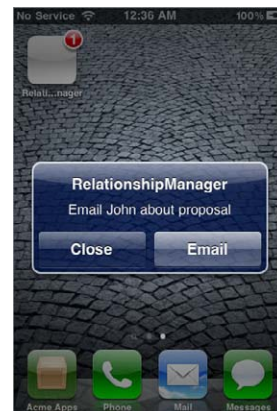 No Service 12:36 AM 100%
1
Relati...nager
RelationshipManager
Email John about proposal
Close Email
Acme Apps Phone Mail Messages